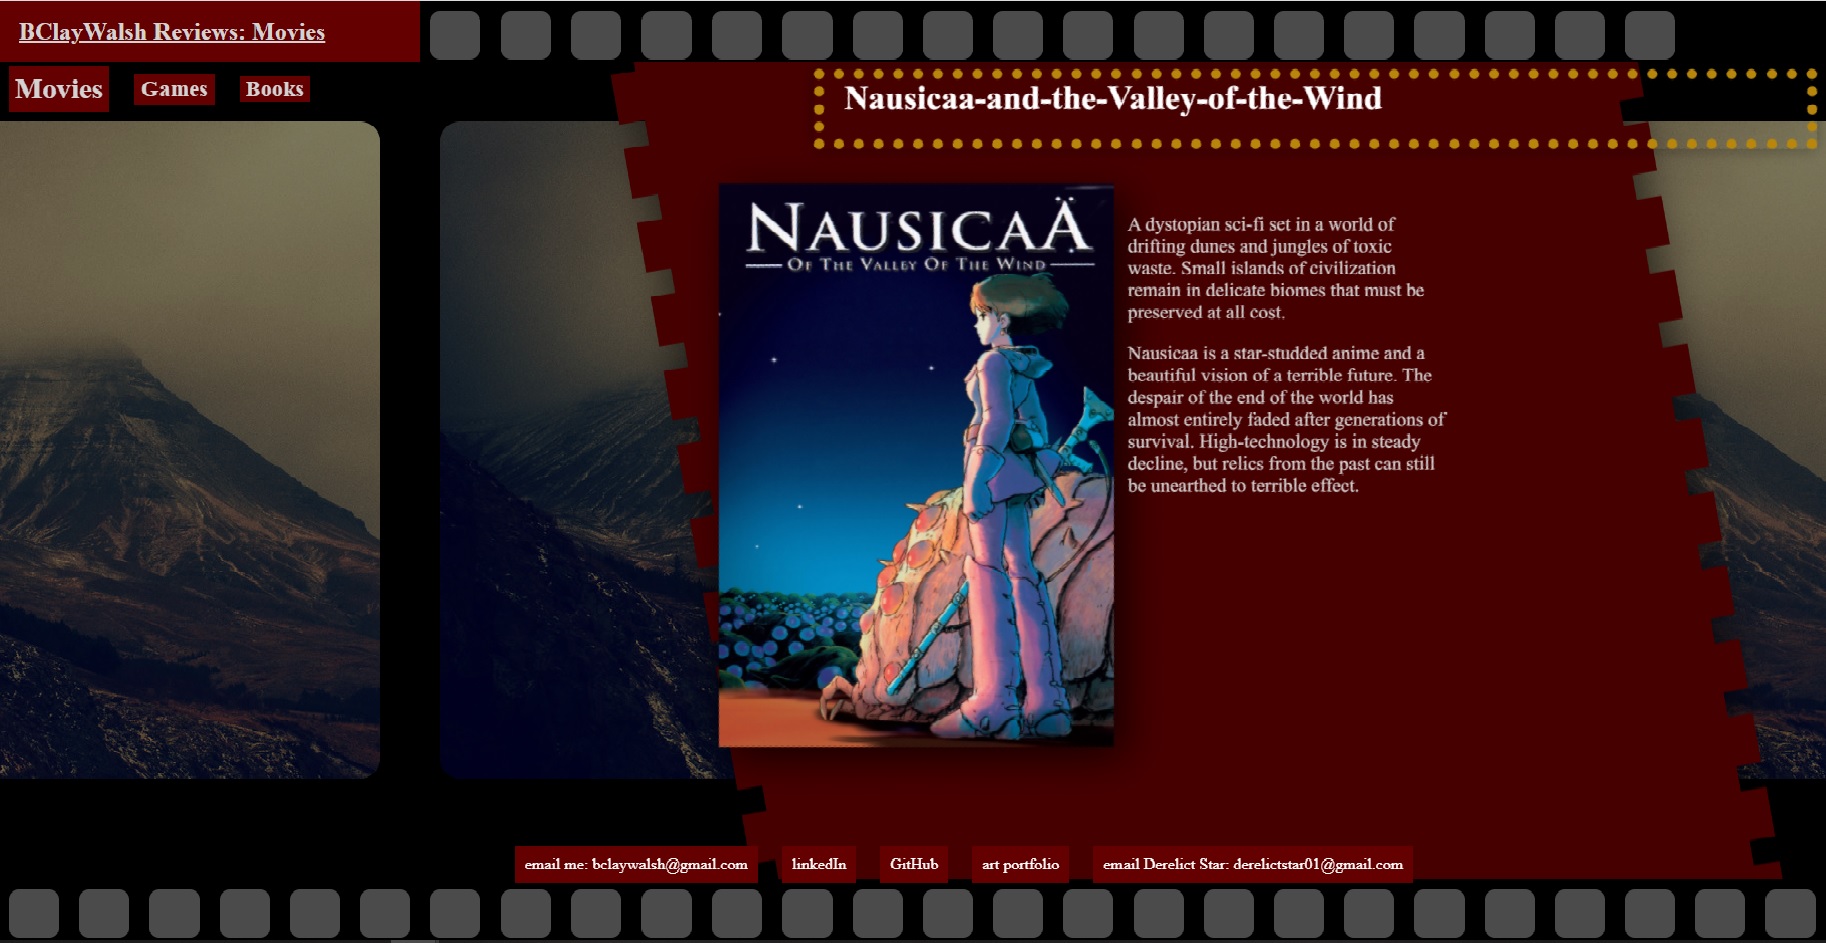 BClayWalsh Reviews: Movies
Movies
Games
Books
Nausicaa-and-the-Valley-of-the-Wind
NAUSICAÄ
OF THE VALLEY OF THE WIND
A dystopian sci-fi set in a world of
drifting dunes and jungles of toxic
waste. Small islands of civilization
remain in delicate biomes that must be
preserved at all cost.
Nausicaa is a star-studded anime and a
beautiful vision of a terrible future. The
despair of the end of the world has
almost entirely faded after generations of
survival. High-technology is in steady
decline, but relics from the past can still
be unearthed to terrible effect.
email me: bclaywalsh@gmail.com
linkedIn
GitHub
art portfolio
email Derelict Star: derelictstar01@gmail.com